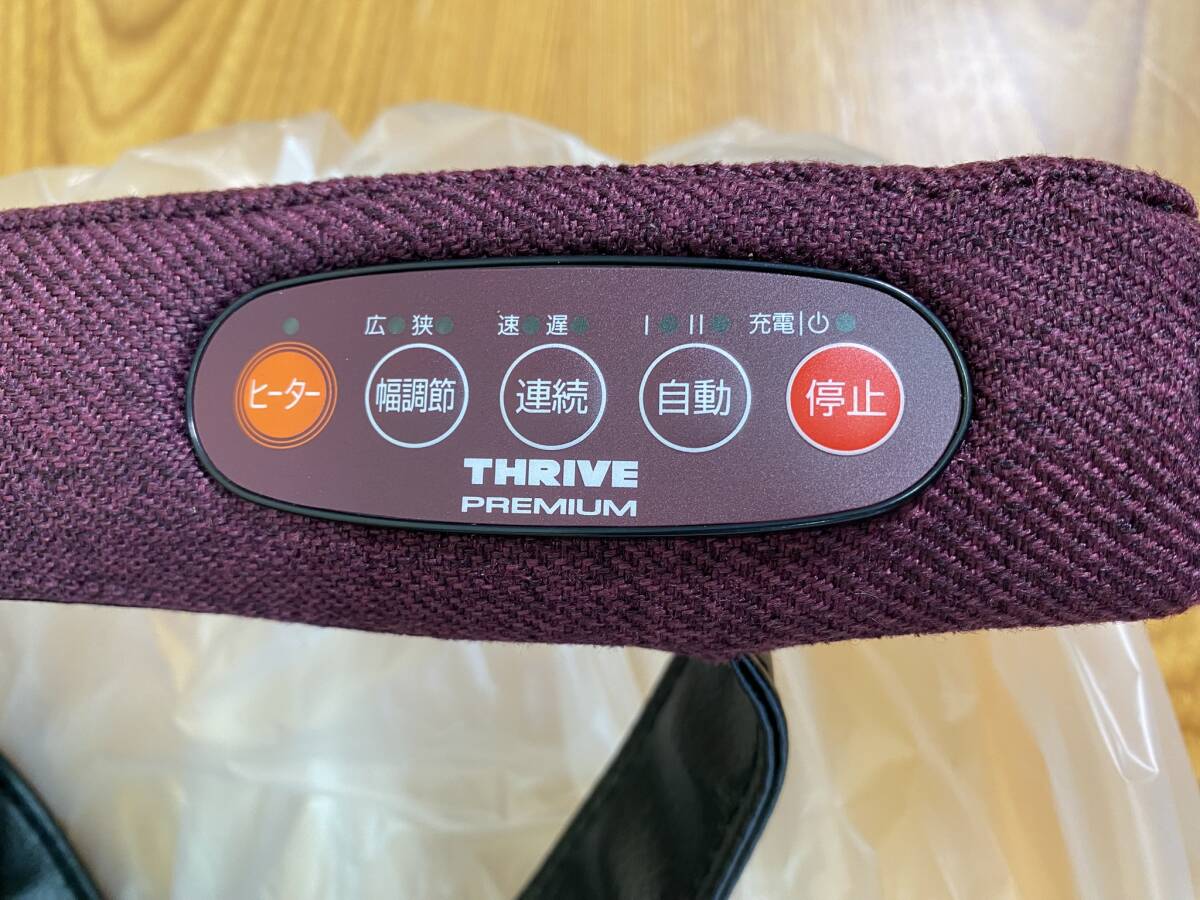 広 狭 速 遅 I II 充電|⏻
ヒーター 幅調節 連続 自動 停止
THRIVE
PREMIUM